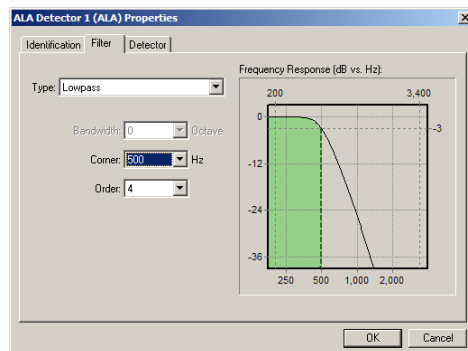 ALA Detector 1 (ALA) Properties
Identification Filter Detector
Type: Lowpass
Bandwidth: 0 Octave
Corner: 500 Hz
Order: 4
Frequency Response (dB vs. Hz):
200 3,400
0 -3
-12
-24
-36
250 500 1,000 2,000
OK Cancel